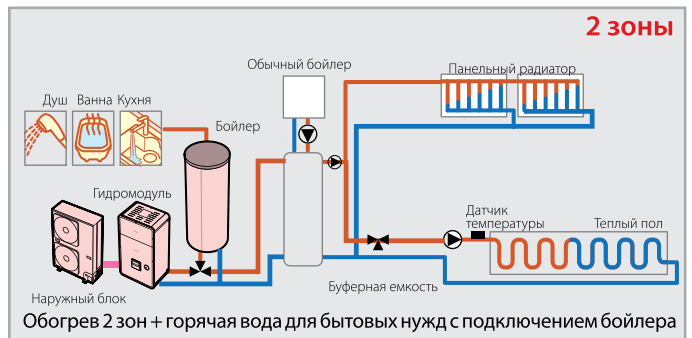 2 зоны
Обычный бойлер
Панельный радиатор
Душ
Ванна
Кухня
Бойлер
Гидромодуль
Датчик
температуры
Теплый пол
Наружный блок
Буферная емкость
Обогрев 2 зон + горячая вода для бытовых нужд с подключением бойлера